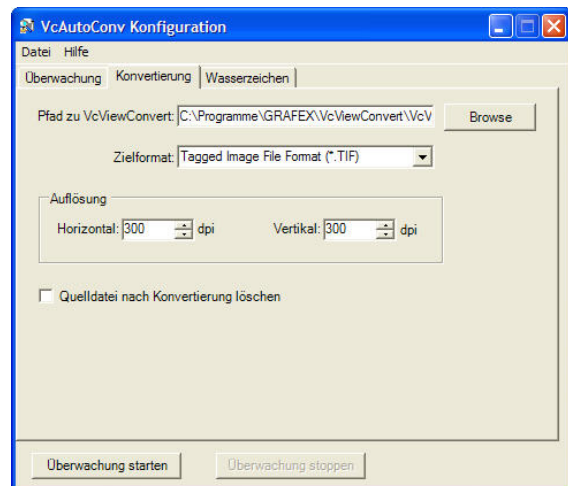 VcAutoConv Konfiguration
Datei Hilfe
Überwachung Konvertierung Wasserzeichen
Pfad zu VcViewConvert: C:\Programme\GRAFEX\VcViewConvert\VcV Browse
Zielformat: Tagged Image File Format (*.TIF)
Auflösung
Horizontal: 300 dpi Vertikal: 300 dpi
Quelldatei nach Konvertierung löschen
Überwachung starten Überwachung stoppen